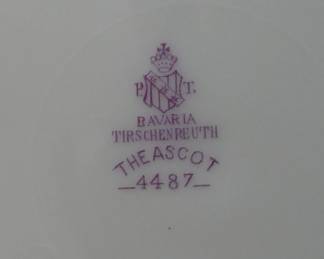 P. T.
BAVARIA
TIRSCHENREUTH
THE ASCOT
4487